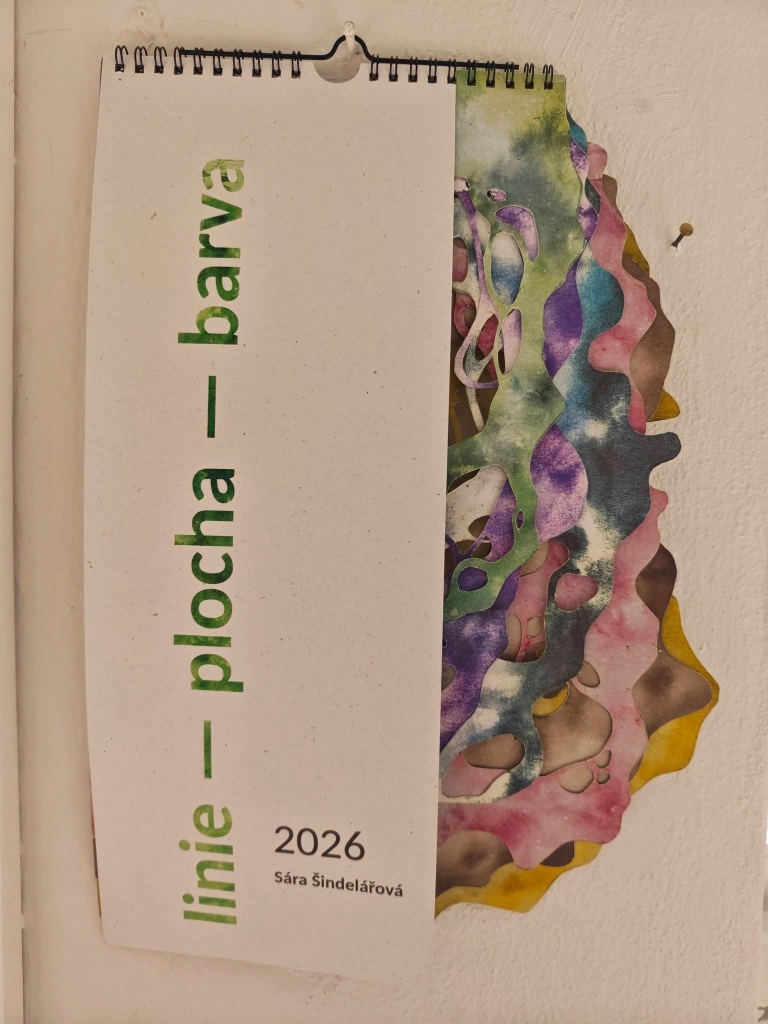 linie — plocha — barva
2026
Sára Šindelářová